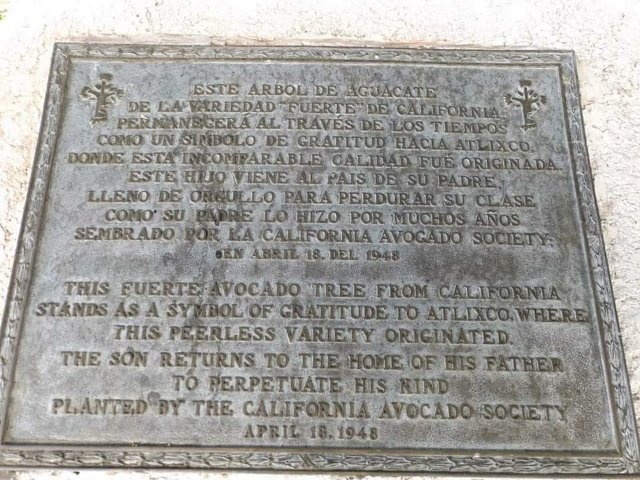 ESTE ARBOL DE AGUACATE
DE LA VARIEDAD "FUERTE" DE CALIFORNIA
PERMANECERÁ AL TRAVÉS DE LOS TIEMPOS
COMO UN SIMBOLO DE GRATITUD HACIA ATLIXCO.
DONDE ESTA INCOMPARABLE CALIDAD FUÉ ORIGINADA
ESTE HIJO VIENE AL PAIS DE SU PADRE,
LLENO DE ORGULLO PARA PERDURAR SU CLASE
COMO SU PADRE LO HIZO POR MUCHOS AÑOS
SEMBRADO POR LA CALIFORNIA AVOCADO SOCIETY:
EN ABRIL 18, DEL 1948
THIS FUERTE AVOCADO TREE FROM CALIFORNIA
STANDS AS A SYMBOL OF GRATITUDE TO ATLIXCO, WHERE
THIS PEERLESS VARIETY ORIGINATED.
THE SON RETURNS TO THE HOME OF HIS FATHER
TO PERPETUATE HIS KIND
PLANTED BY THE CALIFORNIA AVOCADO SOCIETY
APRIL 18, 1948